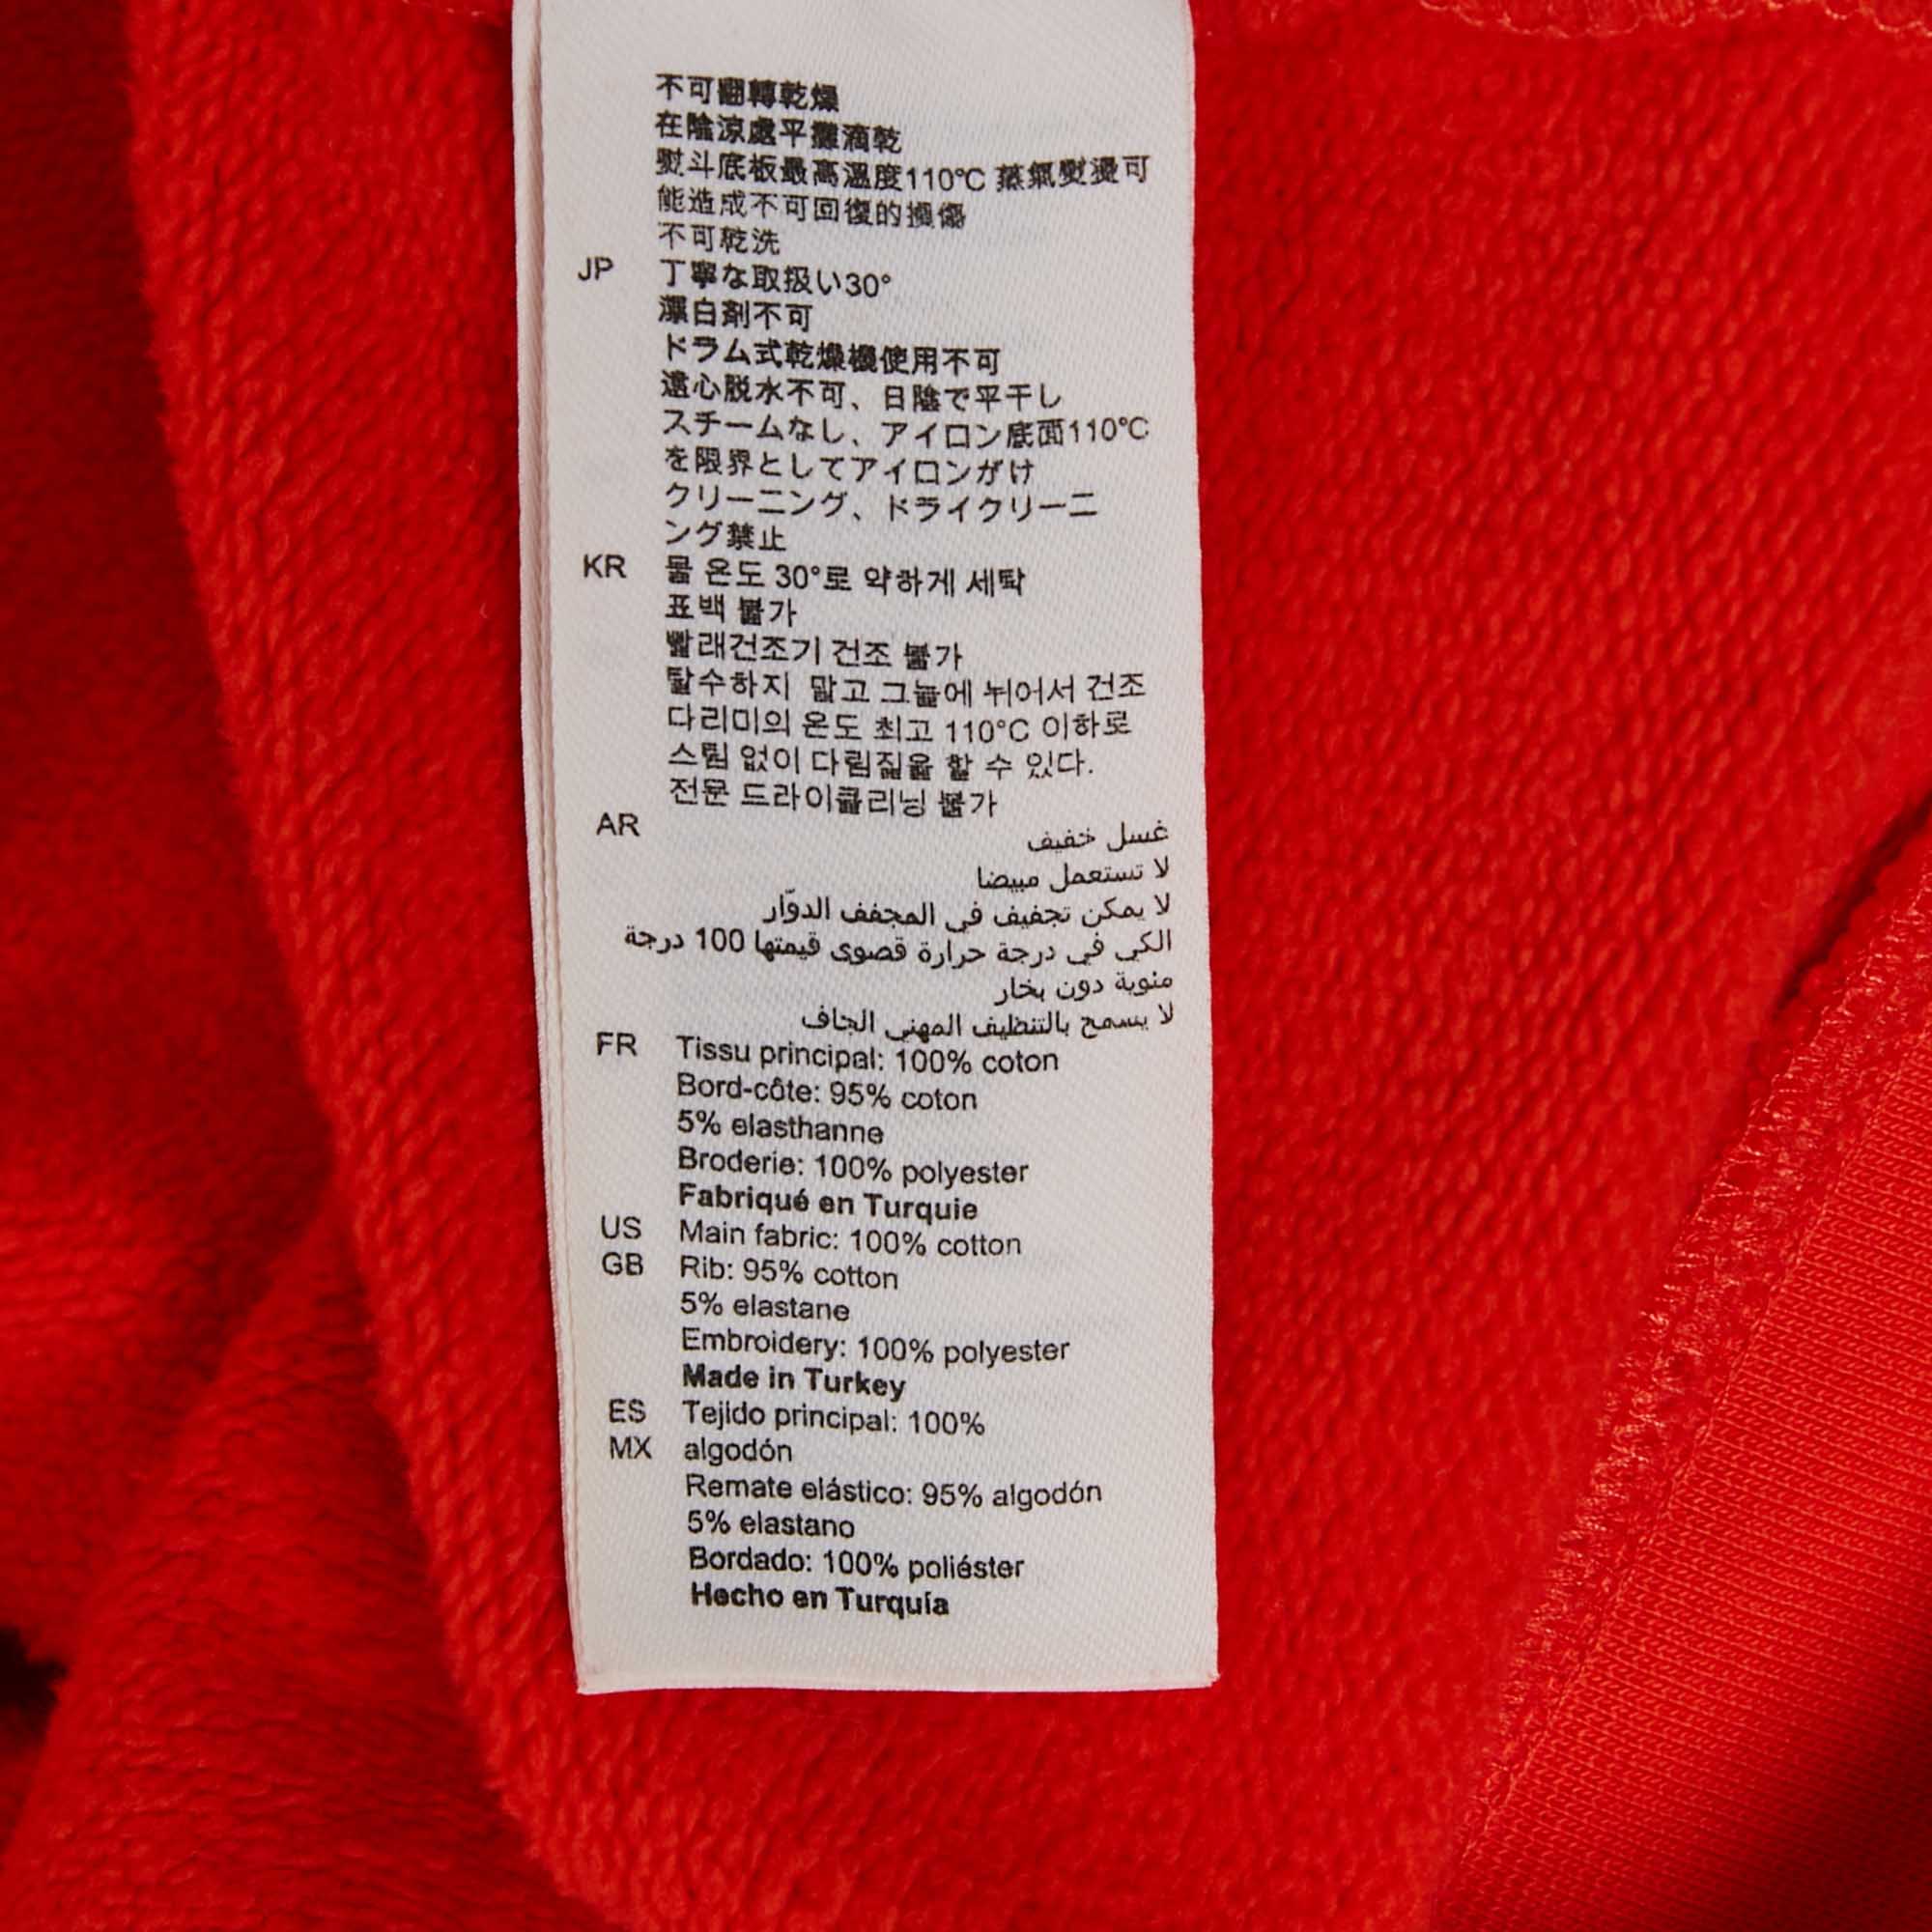 不可翻轉乾燥
在陰涼處平攤滴乾
熨斗底板最高溫度110℃ 蒸氣熨燙可
能造成不可回復的損傷
不可乾洗
JP 丁寧な取扱い30°
漂白剤不可
ドラム式乾燥機使用不可
遠心脱水不可、日陰で平干し
スチームなし、アイロン底面110℃
を限界としてアイロンがけ
クリーニング、ドライクリーニ
ング禁止
KR 물 온도 30°로 약하게 세탁
표백 불가
빨래건조기 건조 불가
탈수하지 말고 그늘에 뉘어서 건조
다리미의 온도 최고 110°C 이하로
스팀 없이 다림질을 할 수 있다.
전문 드라이클리닝 불가
AR غسل خفيف
لا تستعمل مبيضا
لا يمكن تجفيف في المجفف الدوّار
الكي في درجة حرارة قصوى قيمتها 100 درجة
منوية دون بخار
لا يسمح بالتنظيف المهني الجاف
FR Tissu principal: 100% coton
Bord-côte: 95% coton
5% elasthanne
Broderie: 100% polyester
Fabriqué en Turquie
US Main fabric: 100% cotton
GB Rib: 95% cotton
5% elastane
Embroidery: 100% polyester
Made in Turkey
ES Tejido principal: 100%
MX algodón
Remate elástico: 95% algodón
5% elastano
Bordado: 100% poliéster
Hecho en Turquía